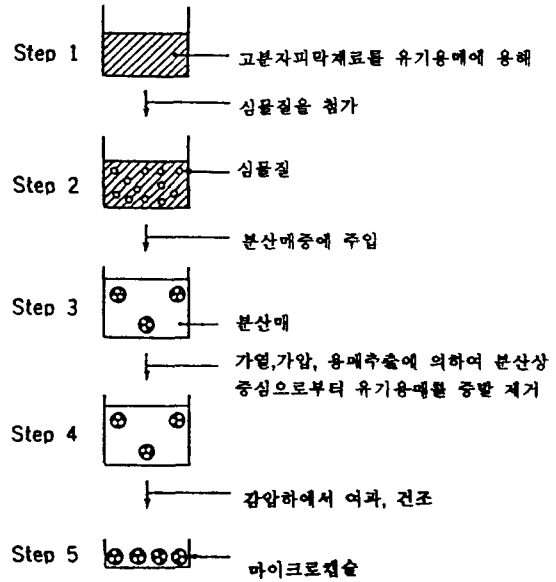 Step 1
고분자피막재료를 유기용매에 용해
심물질을 첨가
Step 2
심물질
분산매중에 주입
Step 3
분산매
가열,가압, 용매추출에 의하여 분산상
중심으로부터 유기용매를 증발 제거
Step 4
감압하에서 여과, 건조
Step 5
마이크로캡슐